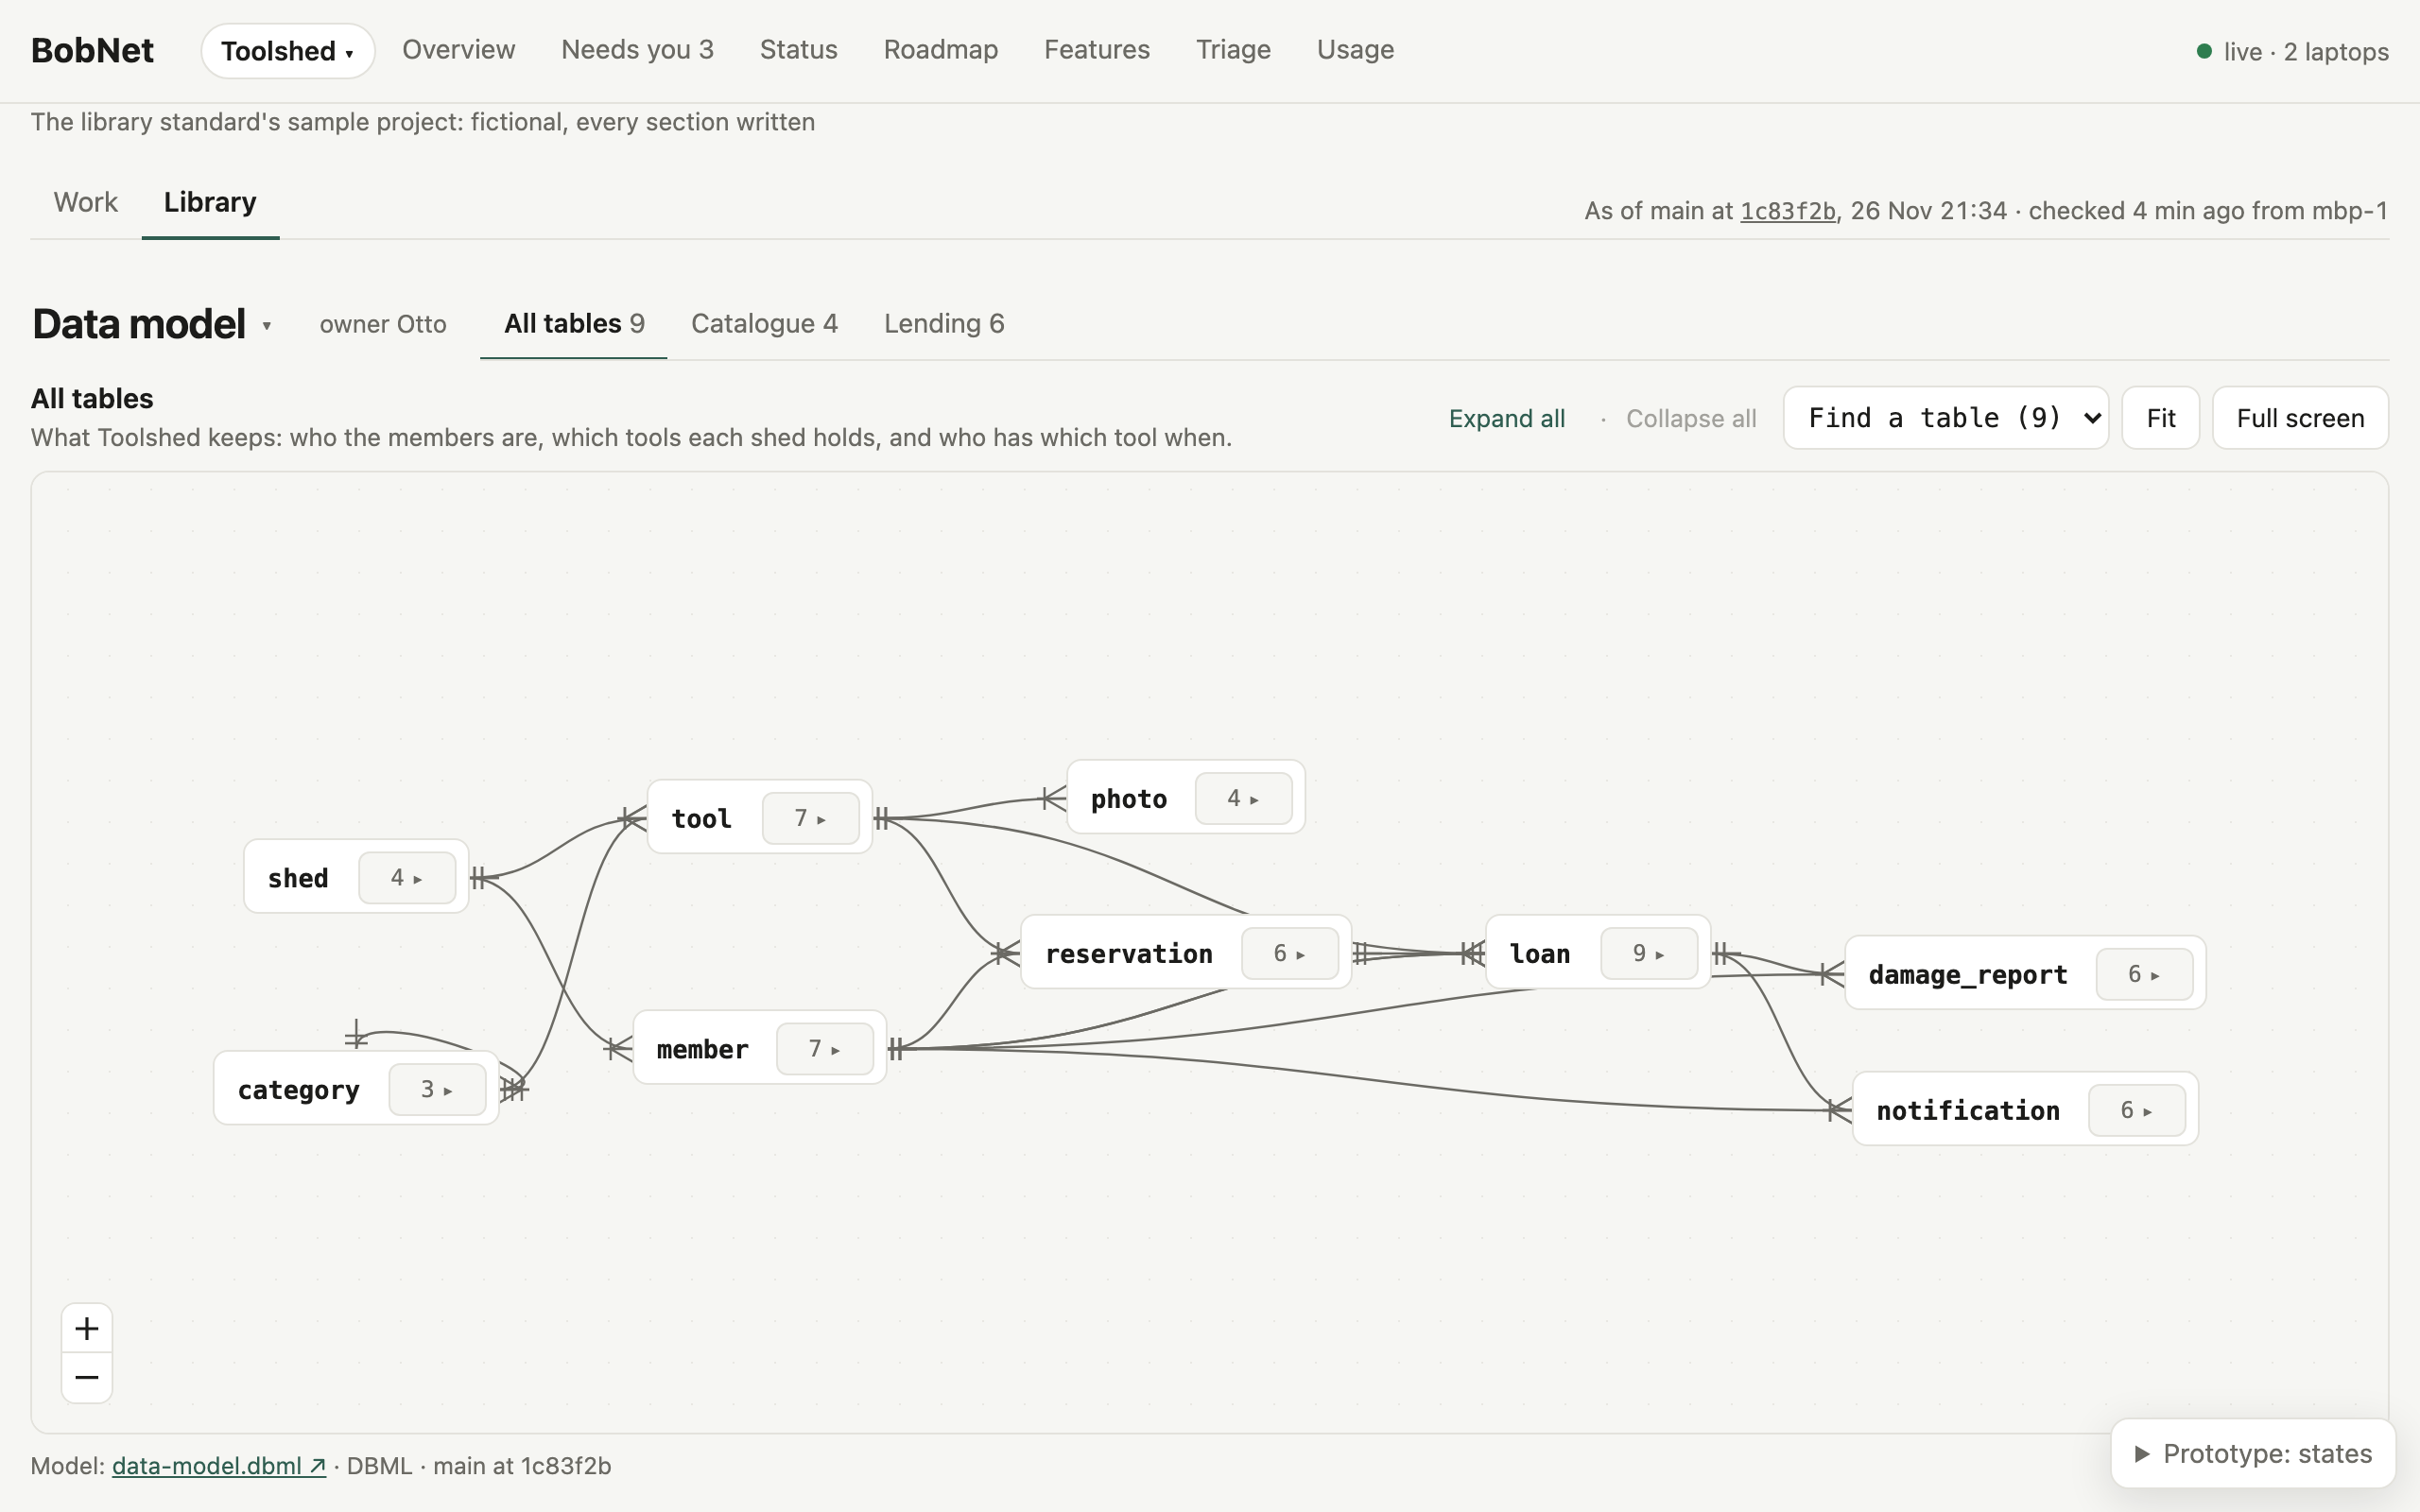 BobNet Toolshed ▾ Overview Needs you 3 Status Roadmap Features Triage Usage live · 2 laptops
The library standard's sample project: fictional, every section written
Work Library As of main at 1c83f2b, 26 Nov 21:34 · checked 4 min ago from mbp-1
Data model ▾ owner Otto All tables 9 Catalogue 4 Lending 6
All tables
What Toolshed keeps: who the members are, which tools each shed holds, and who has which tool when.
Expand all · Collapse all Find a table (9) Fit Full screen
photo 4 ▸
tool 7 ▸
shed 4 ▸
reservation 6 ▸
loan 9 ▸
damage_report 6 ▸
member 7 ▸
category 3 ▸
notification 6 ▸
+
−
Model: data-model.dbml ↗ · DBML · main at 1c83f2b
▶ Prototype: states